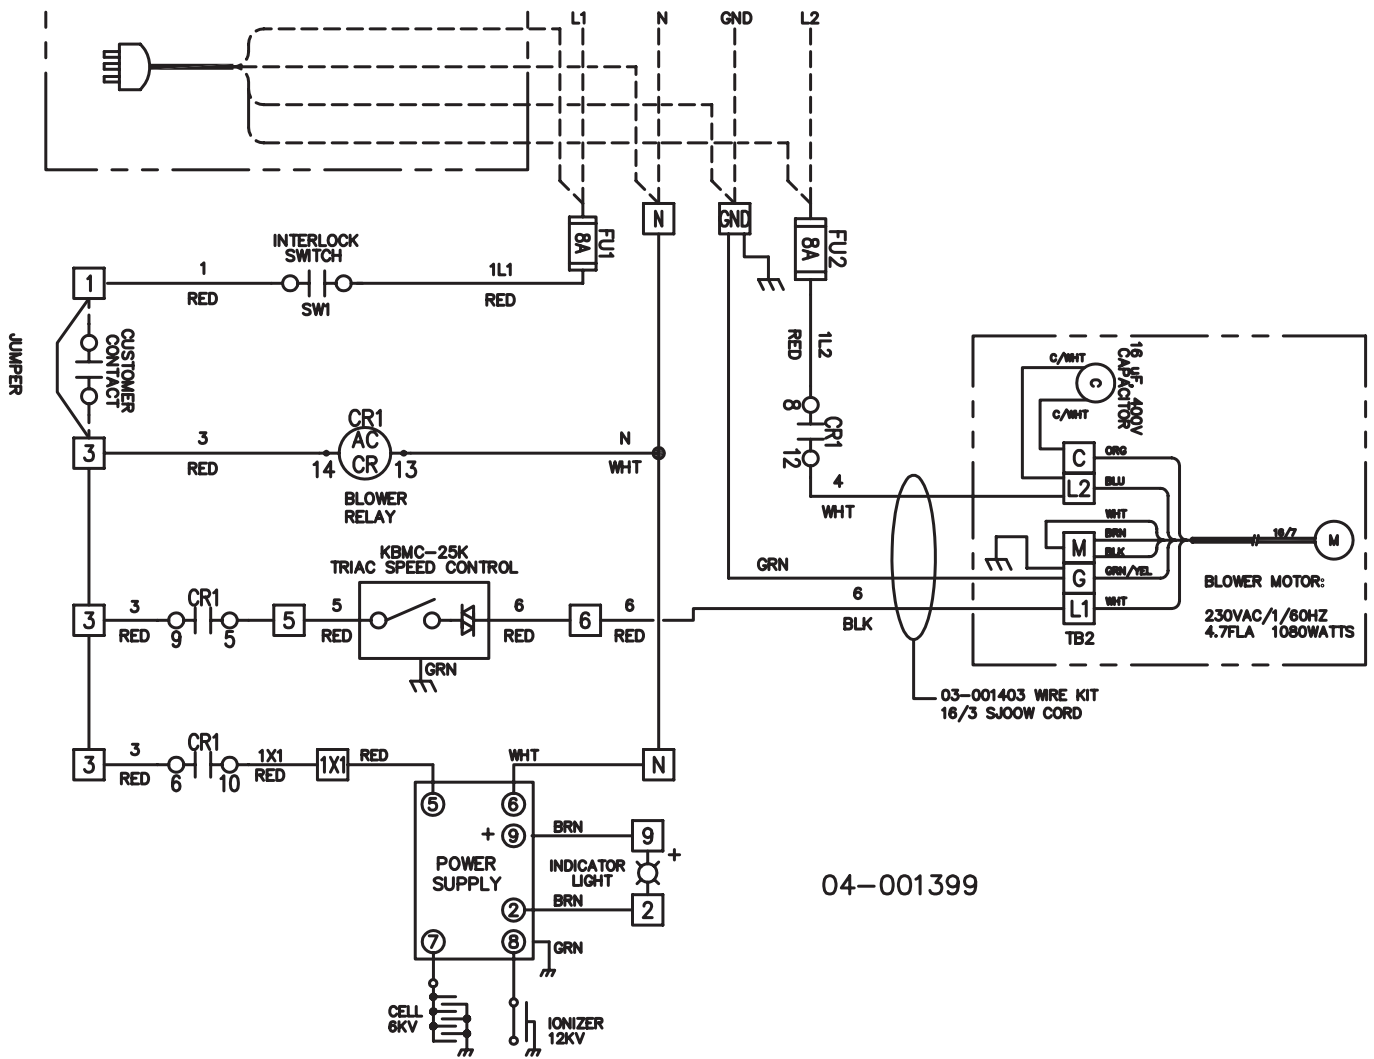 L1
N
GND
L2
N
GND
8A
FU1
8A
FU2
INTERLOCK
SWITCH
SW1
1
1
RED
1L1
RED
JUMPER
CUSTOMER
CONTACT
1L2
RED
8
CR1
12
4
WHT
3
3
RED
CR1
AC
CR
14
13
BLOWER
RELAY
N
WHT
KBMC-25K
TRIAC SPEED CONTROL
3
3
RED
CR1
9
5
5
5
RED
6
RED
6
6
RED
GRN
GRN
6
BLK
C/WHT
C/WHT
C
16 uF, 400V
CAPACITOR
C
ORG
L2
BLU
WHT
BRN
M
BLK
G
GRN/YEL
L1
WHT
TB2
16/7
M
BLOWER MOTOR:
230VAC/1/60HZ
4.7FLA 1080WATTS
03-001403 WIRE KIT
16/3 SJOOW CORD
3
3
RED
CR1
6
10
1X1
RED
1X1
RED
WHT
N
5
6
+ 9
BRN
9
POWER
SUPPLY
INDICATOR
LIGHT
+
2
BRN
2
7
8
GRN
CELL
6KV
IONIZER
12KV
04-001399